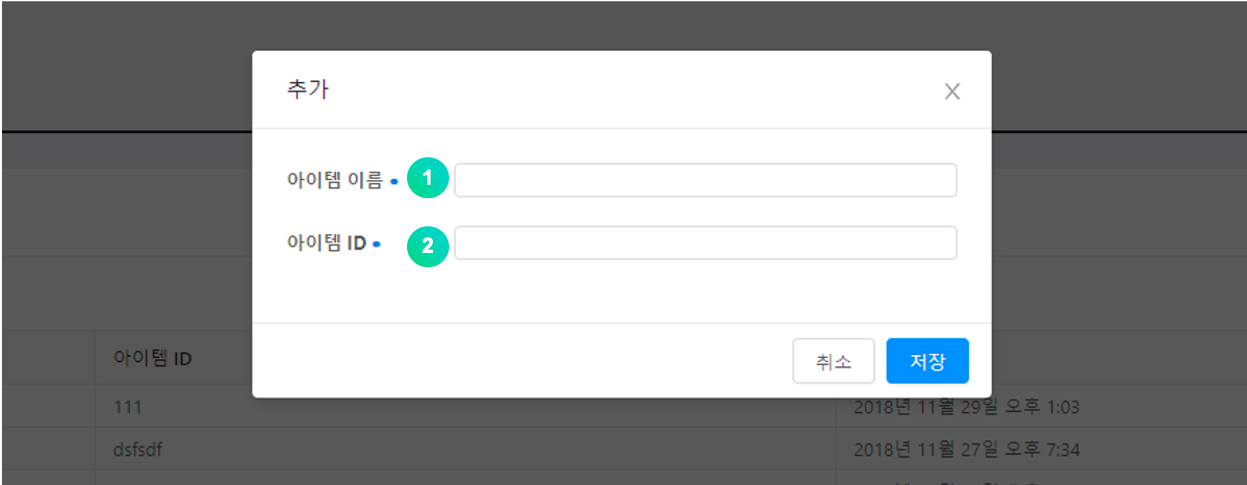 추가
아이템 이름 1
아이템 ID 2
취소 저장
아이템 ID
111 2018년 11월 29일 오후 1:03
dsfsdf 2018년 11월 27일 오후 7:34